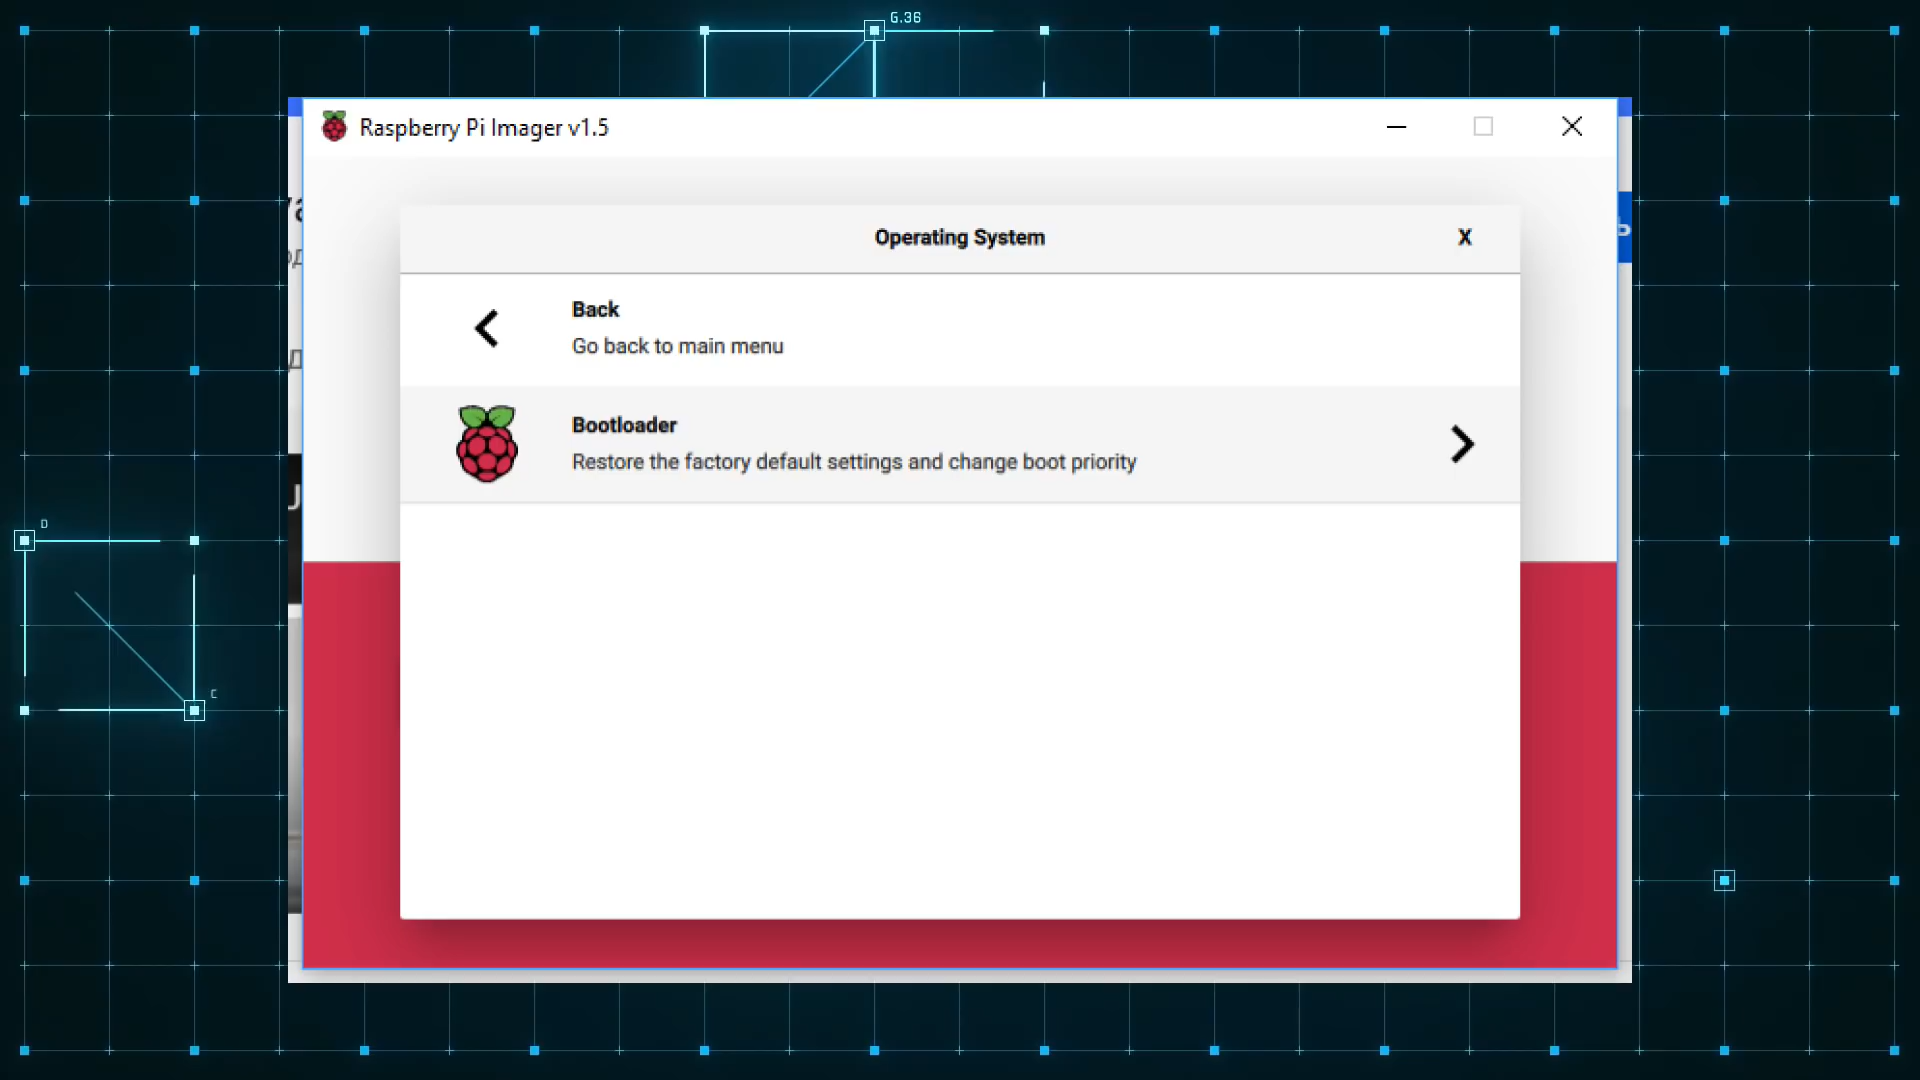 G.36
Raspberry Pi Imager v1.5
Operating System
X
Back
Go back to main menu
Bootloader
Restore the factory default settings and change boot priority
D
C